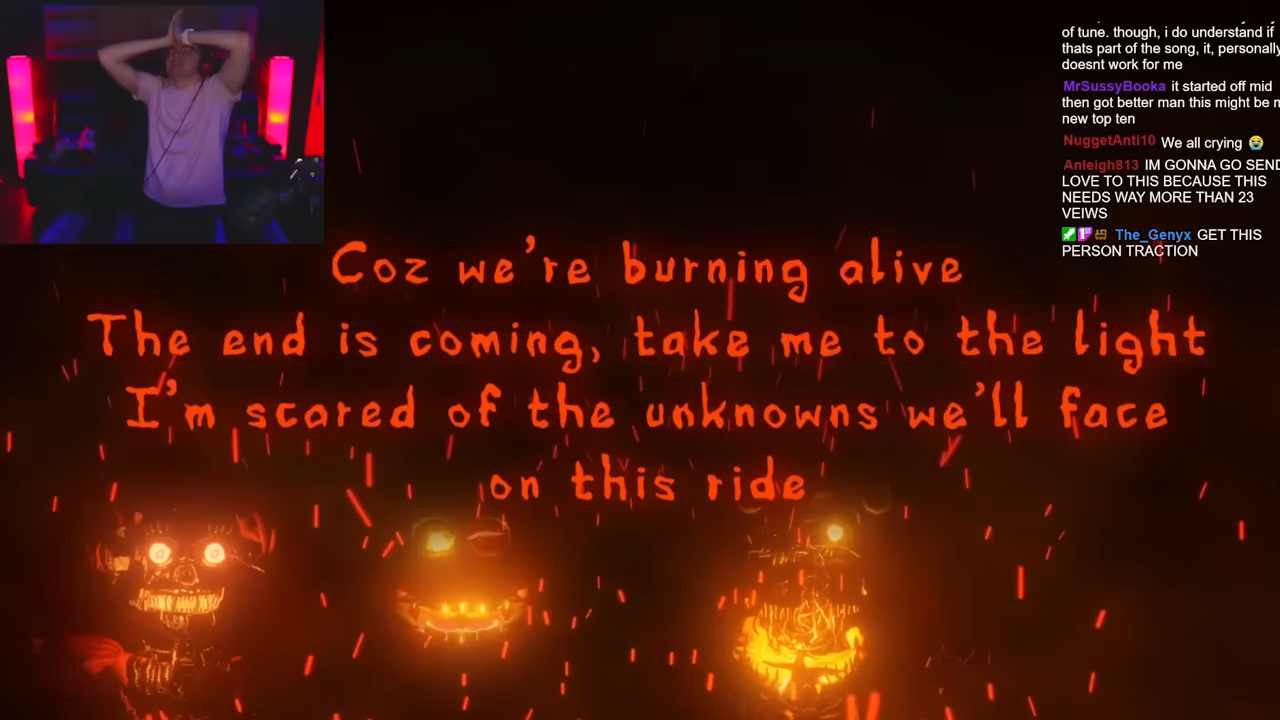 Coz we're burning alive
The end is coming, take me to the light
I'm scared of the unknowns we'll face
on this ride
of tune. though, i do understand if
thats part of the song, it, personally
doesnt work for me
MrSussyBooka it started off mid
then got better man this might be
new top ten
NuggetAnti10 We all crying 😭
Anleigh813 IM GONNA GO SEND
LOVE TO THIS BECAUSE THIS
NEEDS WAY MORE THAN 23
VEIWS
The_Genyx GET THIS
PERSON TRACTION